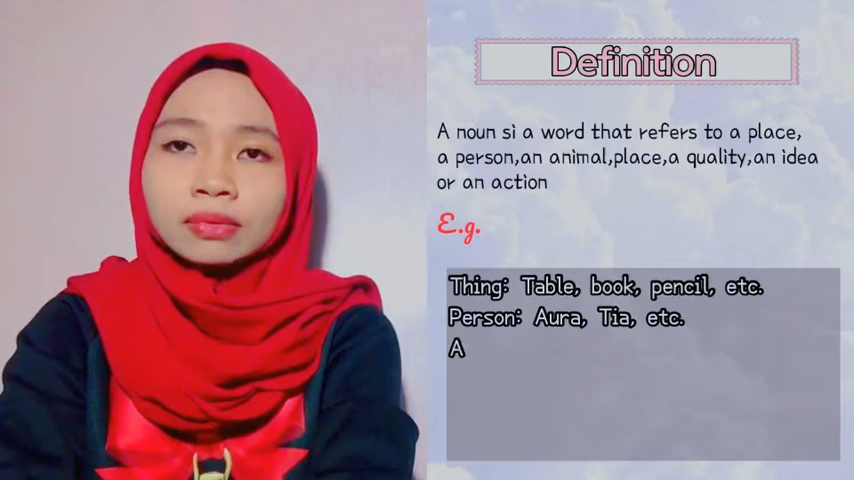 Definition
A noun si a word that refers to a place,
a person,an animal,place,a quality,an idea
or an action
E.g.
Thing: Table, book, pencil, etc.
Person: Aura, Tia, etc.
A